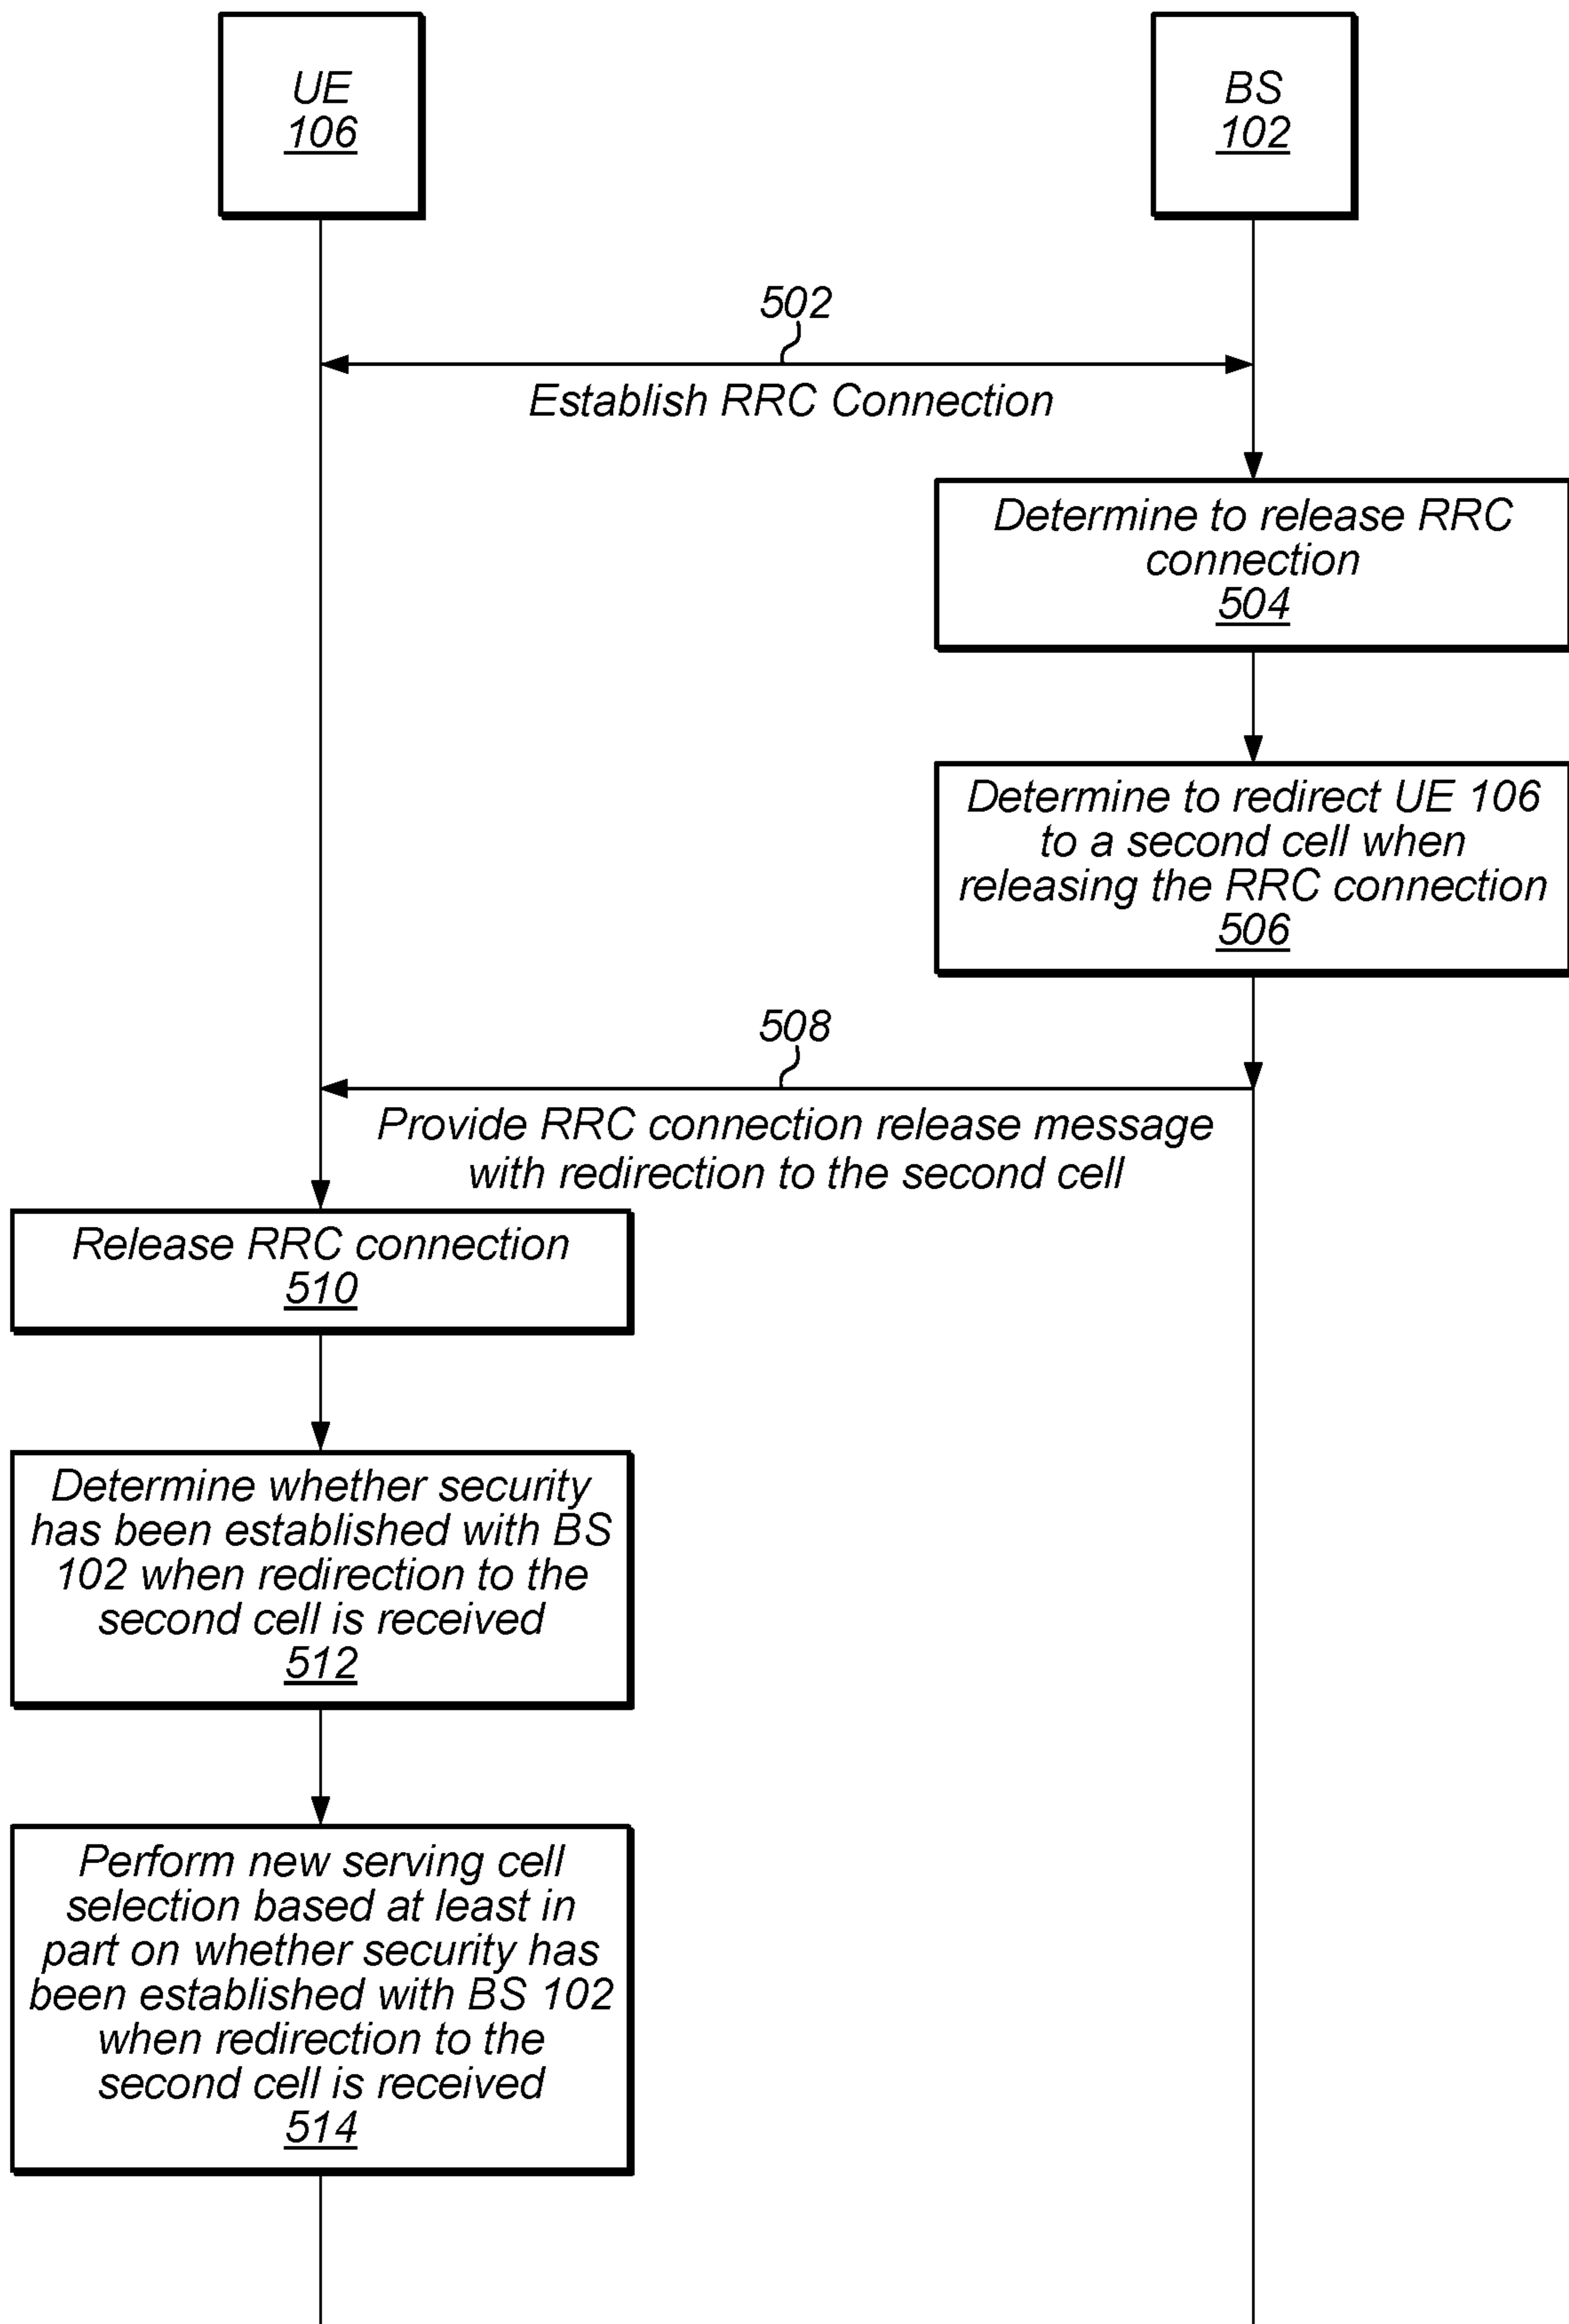 UE
106
BS
102
502
Establish RRC Connection
Determine to release RRC
connection
504
Determine to redirect UE 106
to a second cell when
releasing the RRC connection
506
508
Provide RRC connection release message
with redirection to the second cell
Release RRC connection
510
Determine whether security
has been established with BS
102 when redirection to the
second cell is received
512
Perform new serving cell
selection based at least in
part on whether security has
been established with BS 102
when redirection to the
second cell is received
514